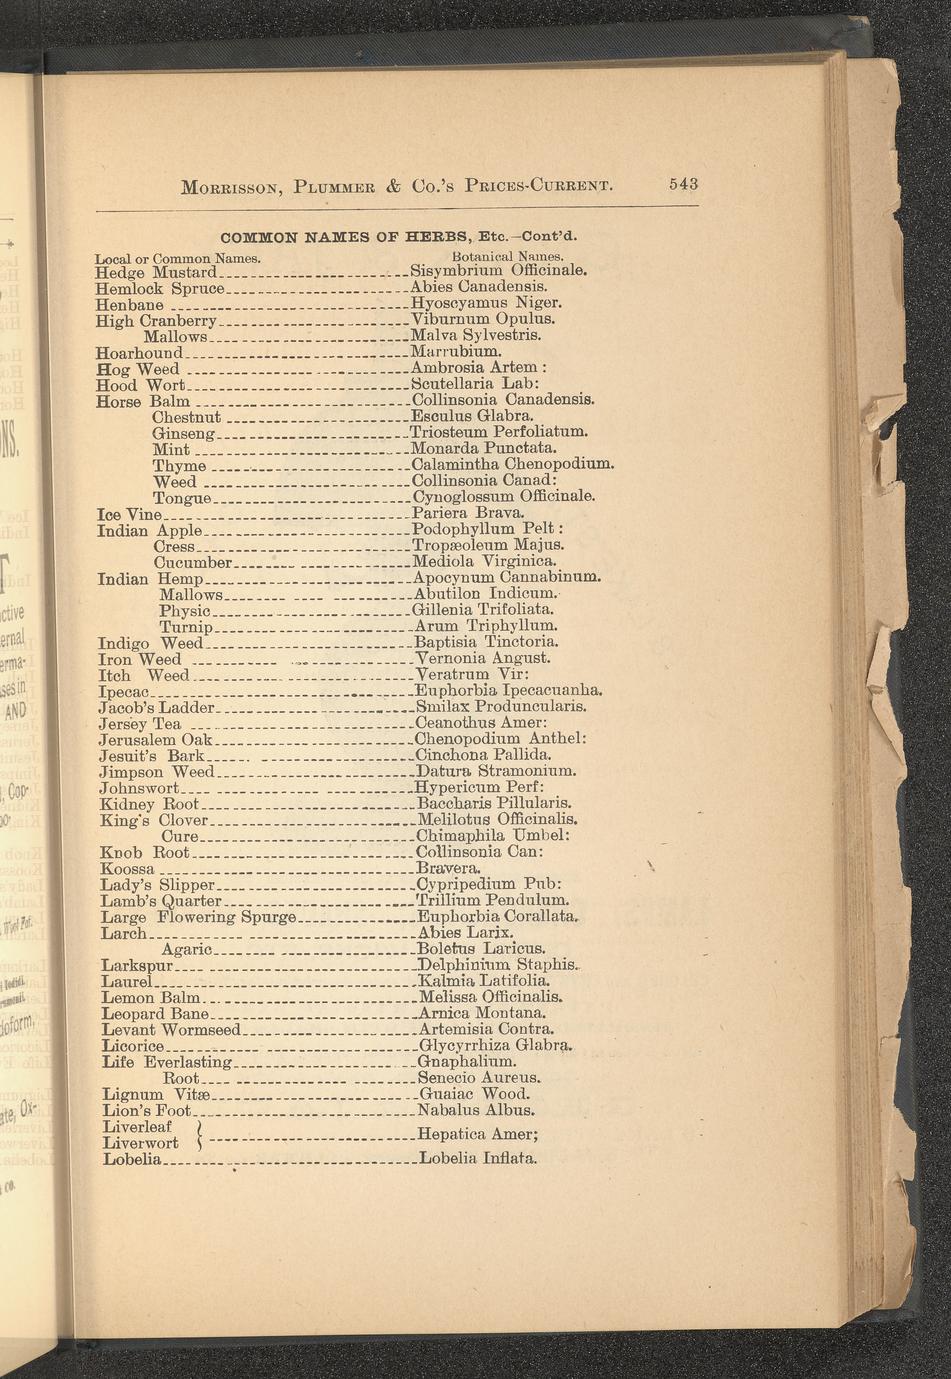 Morrisson, Plummer & Co.'s Prices-Current. 543
COMMON NAMES OF HERBS, Etc.—Cont'd.
Local or Common Names. Botanical Names.
Hedge Mustard Sisymbrium Officinale.
Hemlock Spruce Abies Canadensis.
Henbane Hyoscyamus Niger.
High Cranberry Viburnum Opulus.
Mallows Malva Sylvestris.
Hoarhound Marrubium.
Hog Weed Ambrosia Artem :
Hood Wort Scutellaria Lab:
Horse Balm Collinsonia Canadensis.
Chestnut Esculus Glabra.
Ginseng Triosteum Perfoliatum.
Mint Monarda Punctata.
Thyme Calamintha Chenopodium.
Weed Collinsonia Canad:
Tongue Cynoglossum Officinale.
Ice Vine Pariera Brava.
Indian Apple Podophyllum Pelt :
Cress Tropæoleum Majus.
Cucumber Mediola Virginica.
Indian Hemp Apocynum Cannabinum.
Mallows Abutilon Indicum.
Physic Gillenia Trifoliata.
Turnip Arum Triphyllum.
Indigo Weed Baptisia Tinctoria.
Iron Weed Vernonia Angust.
Itch Weed Veratrum Vir:
Ipecac Euphorbia Ipecacuanha.
Jacob's Ladder Smilax Produncularis.
Jersey Tea Ceanothus Amer:
Jerusalem Oak Chenopodium Anthel:
Jesuit's Bark Cinchona Pallida.
Jimpson Weed Datura Stramonium.
Johnswort Hypericum Perf:
Kidney Root Baccharis Pillularis.
King's Clover Melilotus Officinalis.
Cure Chimaphila Umbel:
Knob Root Collinsonia Can:
Koossa Bravera.
Lady's Slipper Cypripedium Pub:
Lamb's Quarter Trillium Pendulum.
Large Flowering Spurge Euphorbia Corallata.
Larch Abies Larix.
Agaric Boletus Laricus.
Larkspur Delphinium Staphis.
Laurel Kalmia Latifolia.
Lemon Balm Melissa Officinalis.
Leopard Bane Arnica Montana.
Levant Wormseed Artemisia Contra.
Licorice Glycyrrhiza Glabra.
Life Everlasting Gnaphalium.
Root Senecio Aureus.
Lignum Vitæ Guaiac Wood.
Lion's Foot Nabalus Albus.
Liverleaf
Liverwort Hepatica Amer;
Lobelia Lobelia Inflata.